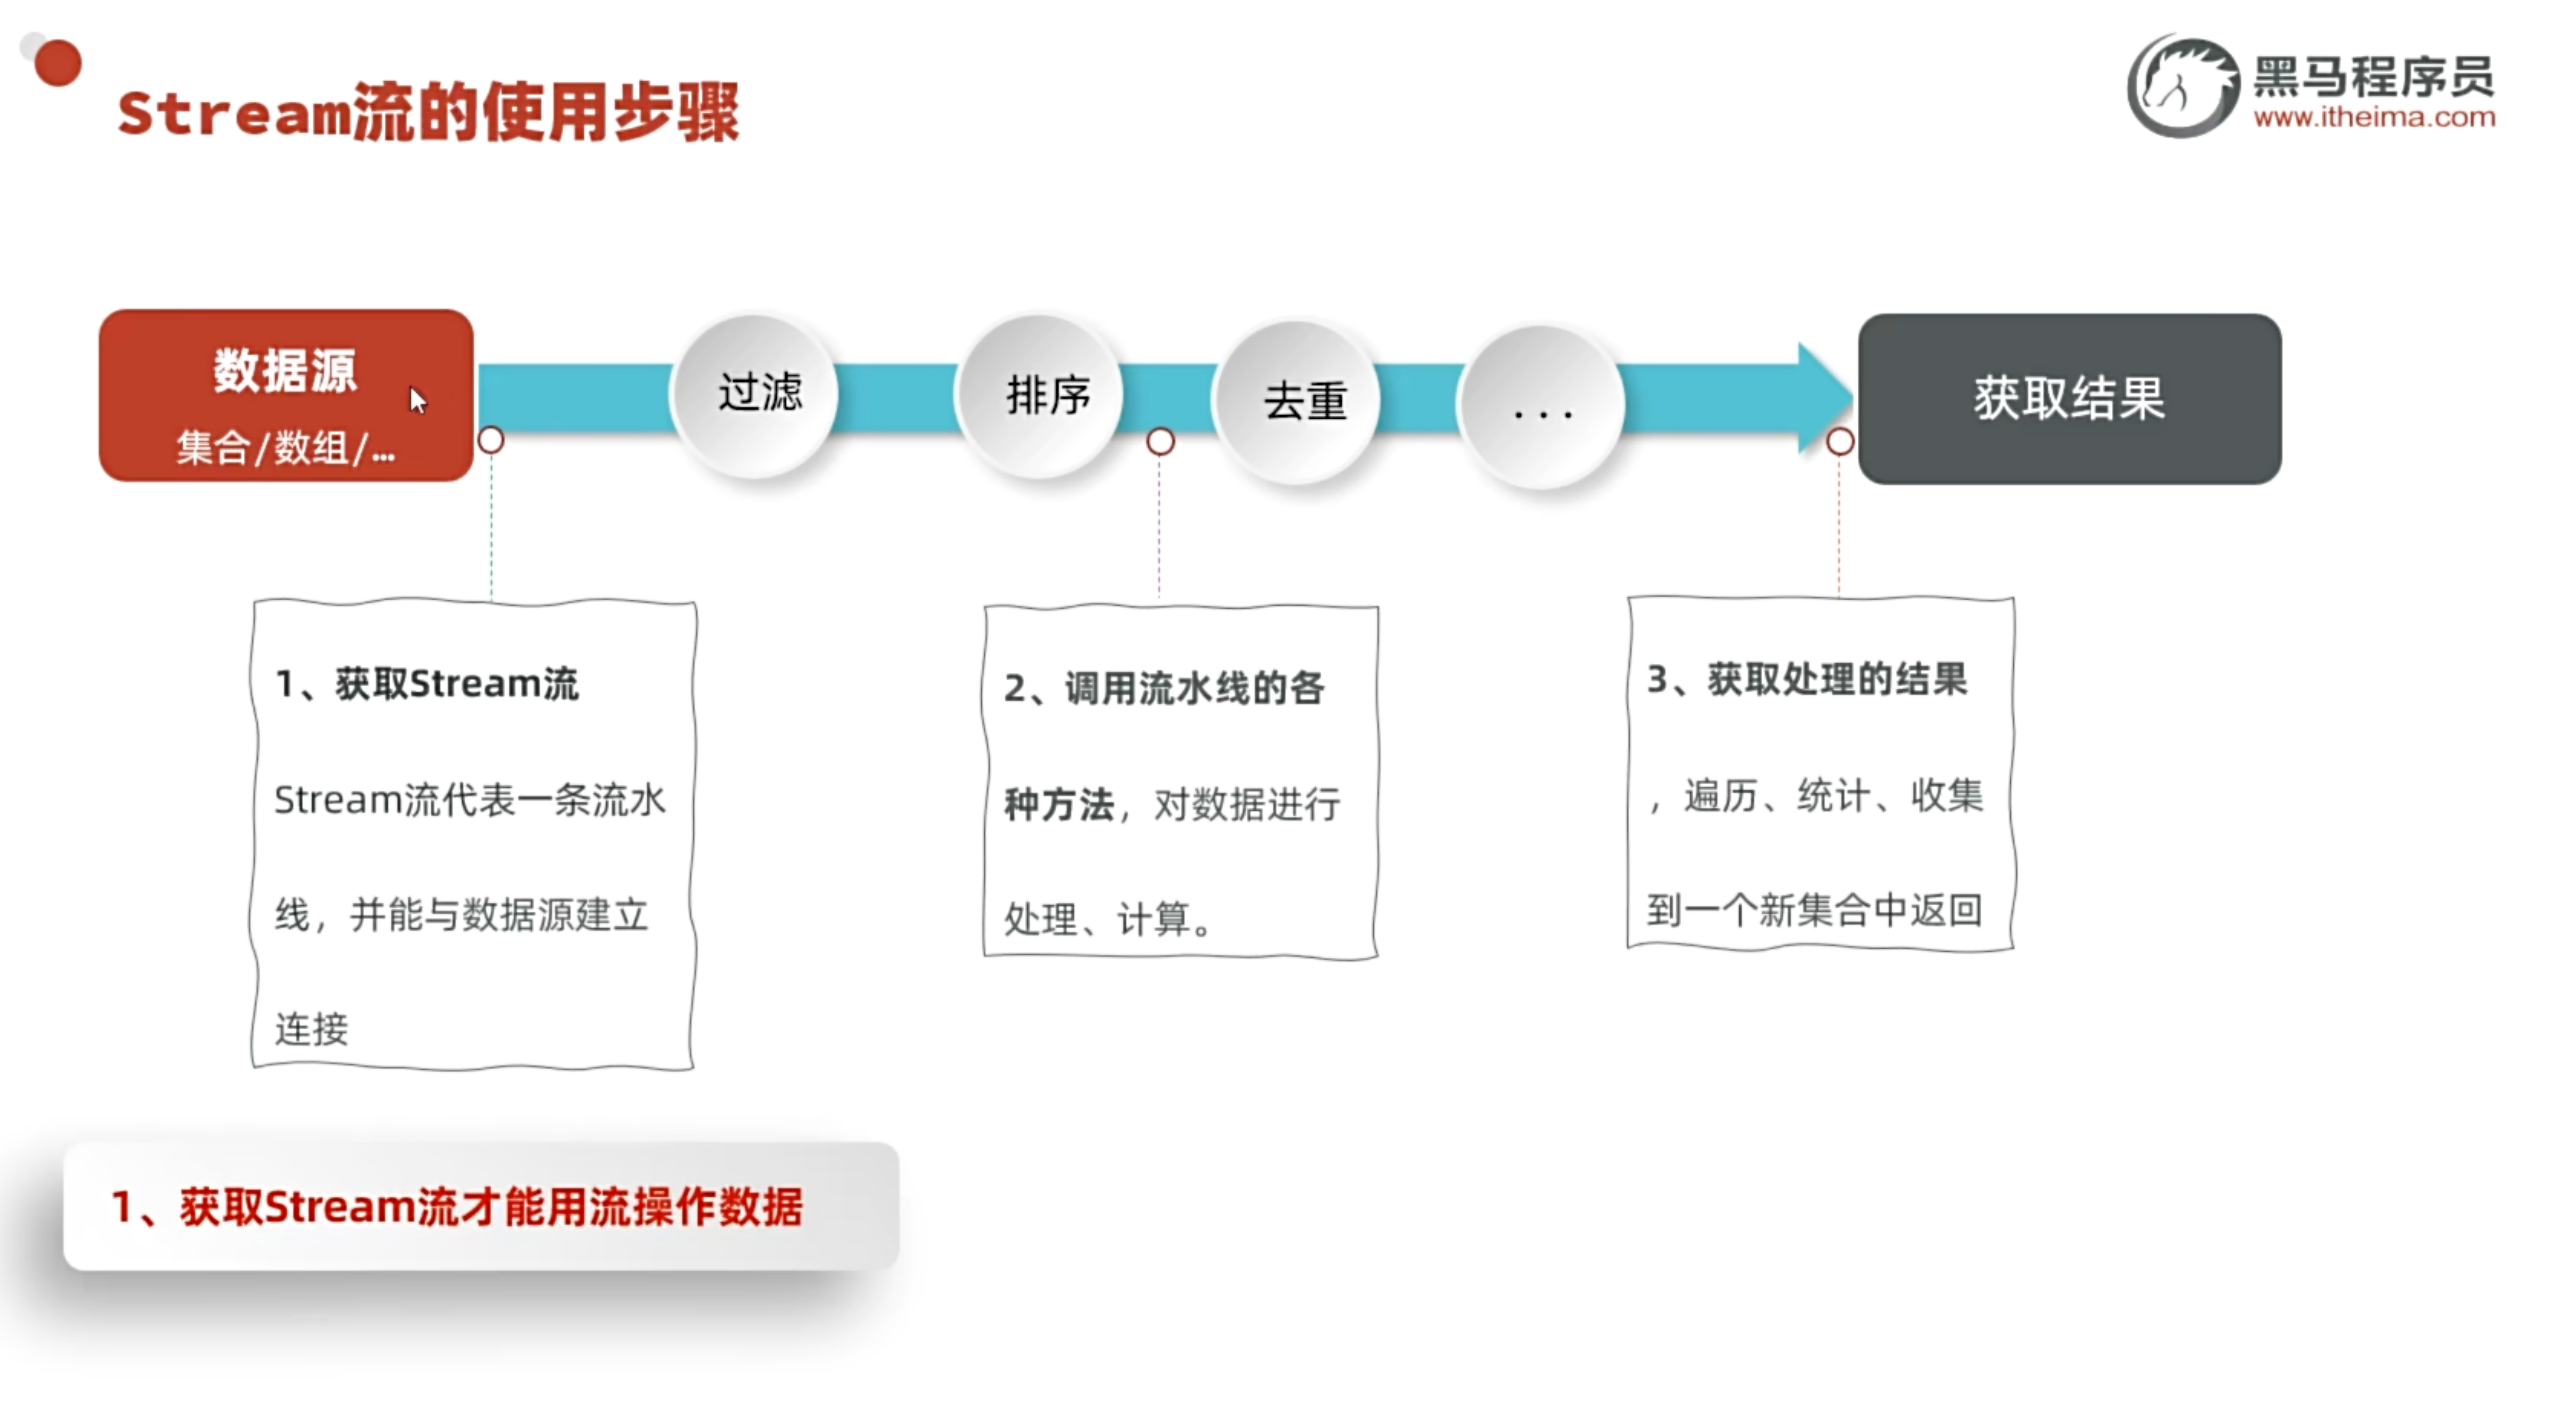 Stream流的使用步骤
黑马程序员
www.itheima.com
数据源
集合/数组/...
过滤
排序
去重
...
获取结果
1、获取Stream流
Stream流代表一条流水
线，并能与数据源建立
连接
2、调用流水线的各
种方法，对数据进行
处理、计算。
3、获取处理的结果
，遍历、统计、收集
到一个新集合中返回
1、获取Stream流才能用流操作数据